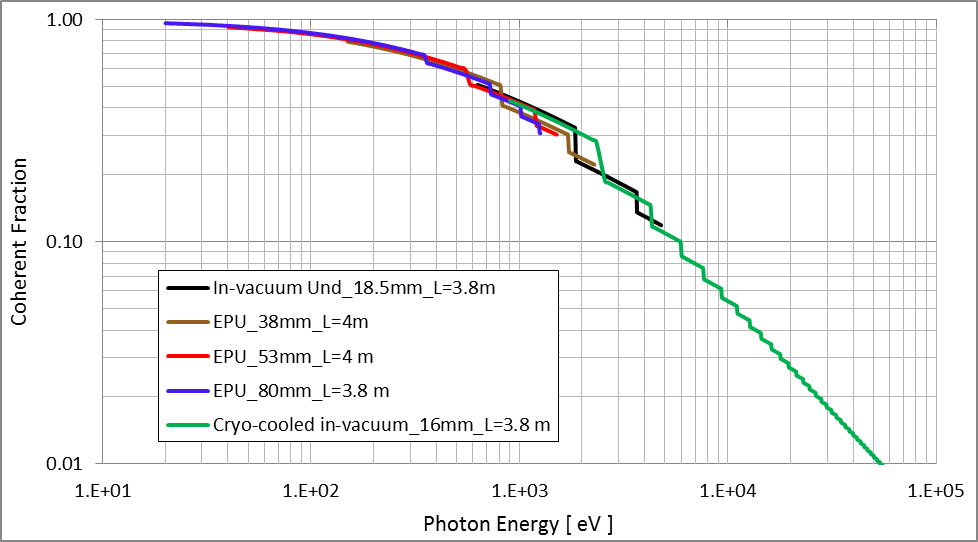 1.00
0.10
0.01
Coherent Fraction
In-vacuum Und_18.5mm_L=3.8m
EPU_38mm_L=4m
EPU_53mm_L=4 m
EPU_80mm_L=3.8 m
Cryo-cooled in-vacuum_16mm_L=3.8 m
1.E+01 1.E+02 1.E+03 1.E+04 1.E+05
Photon Energy [ eV ]